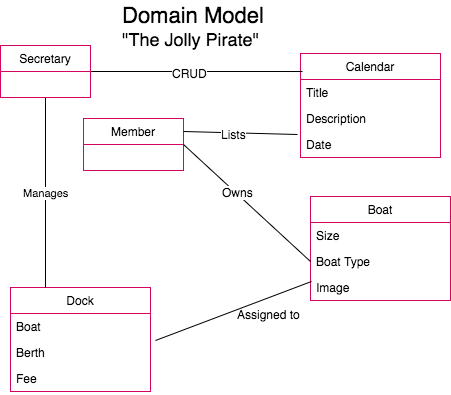 Domain Model
"The Jolly Pirate"
Secretary
CRUD
Calendar
Title
Description
Date
Member
Lists
Manages
Owns
Boat
Size
Boat Type
Image
Dock
Boat
Berth
Fee
Assigned to